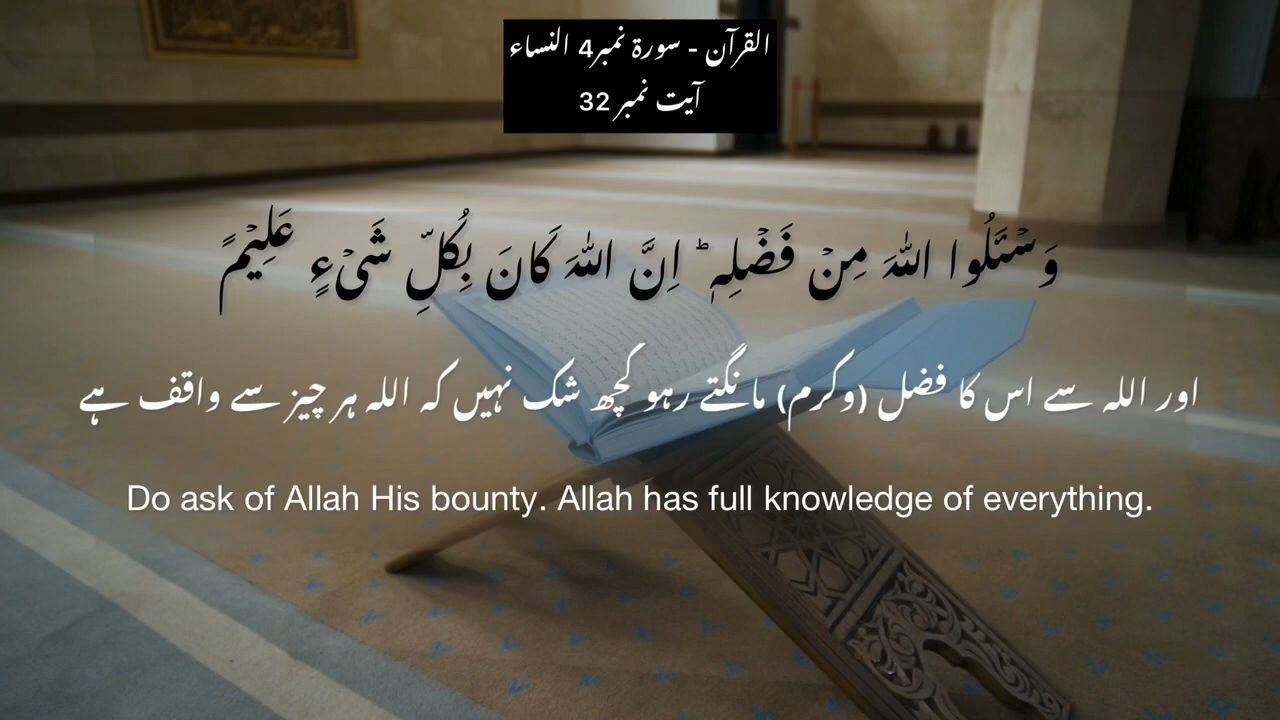 القرآن - سورۃ نمبر4 النساء
آیت نمبر 32
وَسۡـَٔلُوا اللّٰهَ مِنۡ فَضۡلِهٖ ؕ اِنَّ اللّٰهَ كَانَ بِكُلِّ شَىۡءٍ عَلِيۡمً
اور اللہ سے اس کا فضل (وکرم) مانگتے رہو کچھ شک نہیں کہ اللہ ہر چیز سے واقف ہے
Do ask of Allah His bounty. Allah has full knowledge of everything.